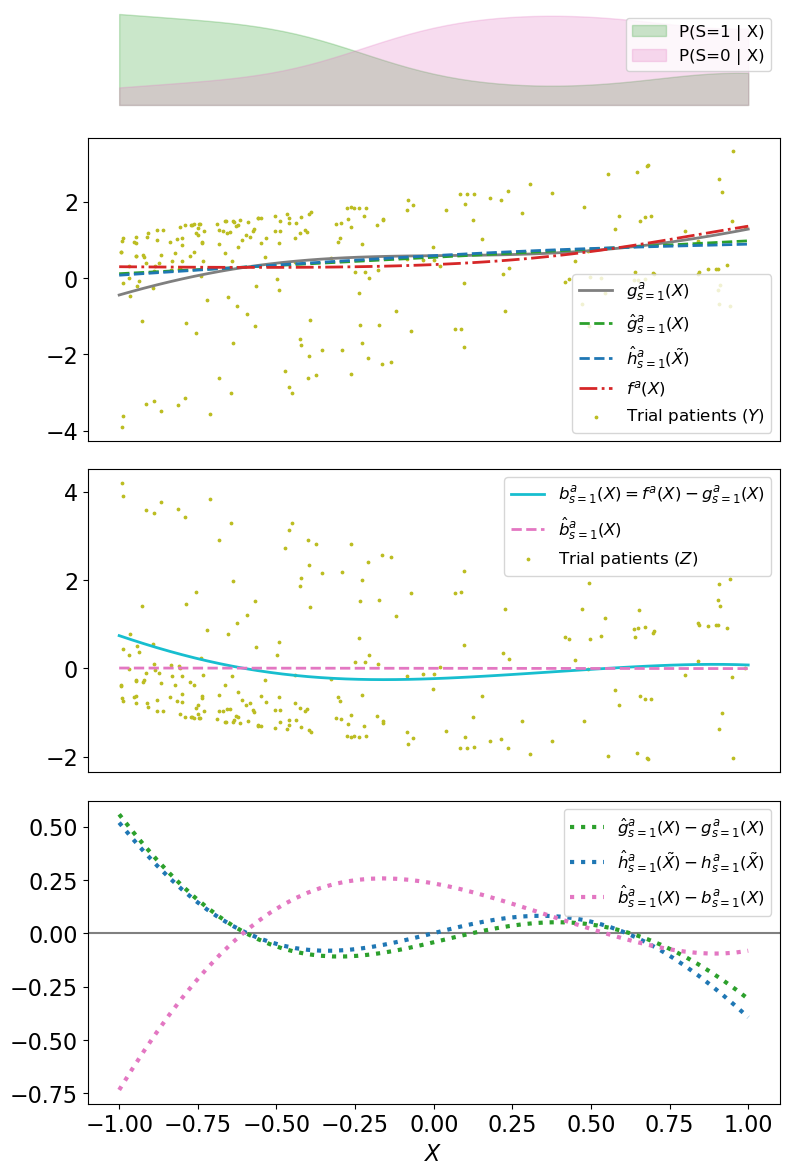 P(S=1 | X)
P(S=0 | X)
2
0
−2
−4
g^a_{s=1}(X)
ĝ^a_{s=1}(X)
ĥ^a_{s=1}(X̃)
f^a(X)
Trial patients (Y)
4
2
0
−2
b^a_{s=1}(X) = f^a(X) − g^a_{s=1}(X)
b̂^a_{s=1}(X)
Trial patients (Z)
0.50
0.25
0.00
−0.25
−0.50
−0.75
ĝ^a_{s=1}(X) − g^a_{s=1}(X)
ĥ^a_{s=1}(X̃) − h^a_{s=1}(X̃)
b̂^a_{s=1}(X) − b^a_{s=1}(X)
−1.00 −0.75 −0.50 −0.25 0.00 0.25 0.50 0.75 1.00
X